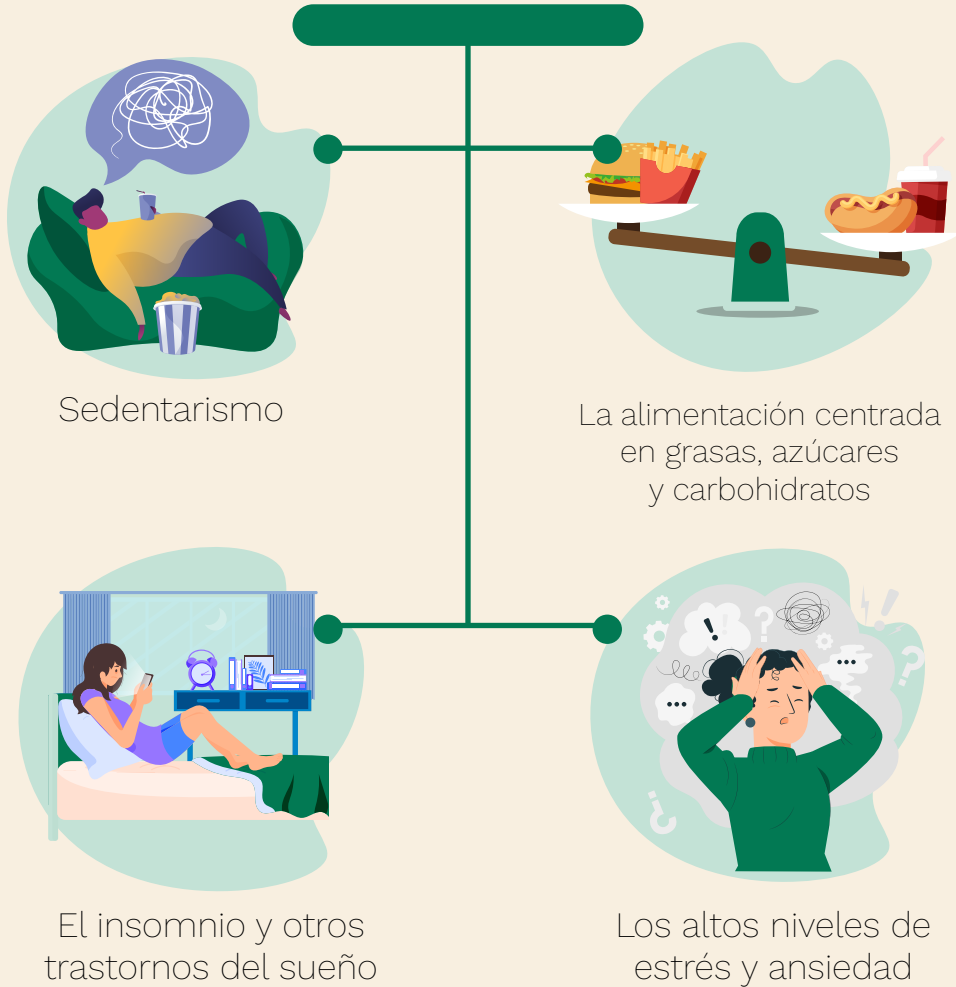 Sedentarismo
La alimentación centrada
en grasas, azúcares
y carbohidratos
El insomnio y otros
trastornos del sueño
Los altos niveles de
estrés y ansiedad